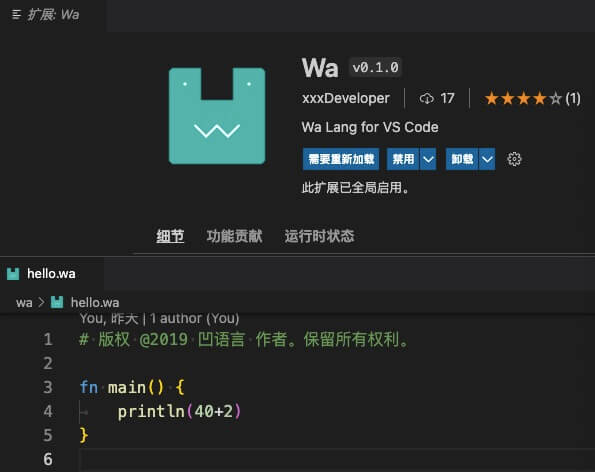 扩展: Wa
Wa v0.1.0
xxxDeveloper 17 (1)
Wa Lang for VS Code
需要重新加载 禁用 卸载
此扩展已全局启用。
细节 功能贡献 运行时状态
hello.wa
wa > hello.wa
You, 昨天 | 1 author (You)
1 # 版权 @2019 凹语言 作者。保留所有权利。
2
3 fn main() {
4 println(40+2)
5 }
6